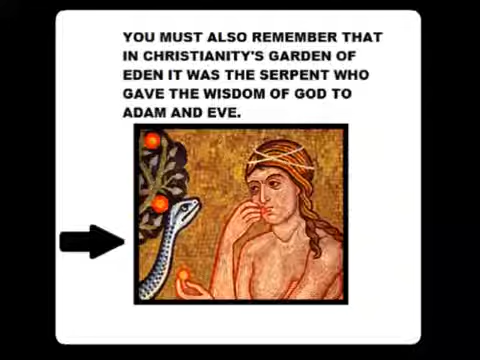 YOU MUST ALSO REMEMBER THAT
IN CHRISTIANITY'S GARDEN OF
EDEN IT WAS THE SERPENT WHO
GAVE THE WISDOM OF GOD TO
ADAM AND EVE.